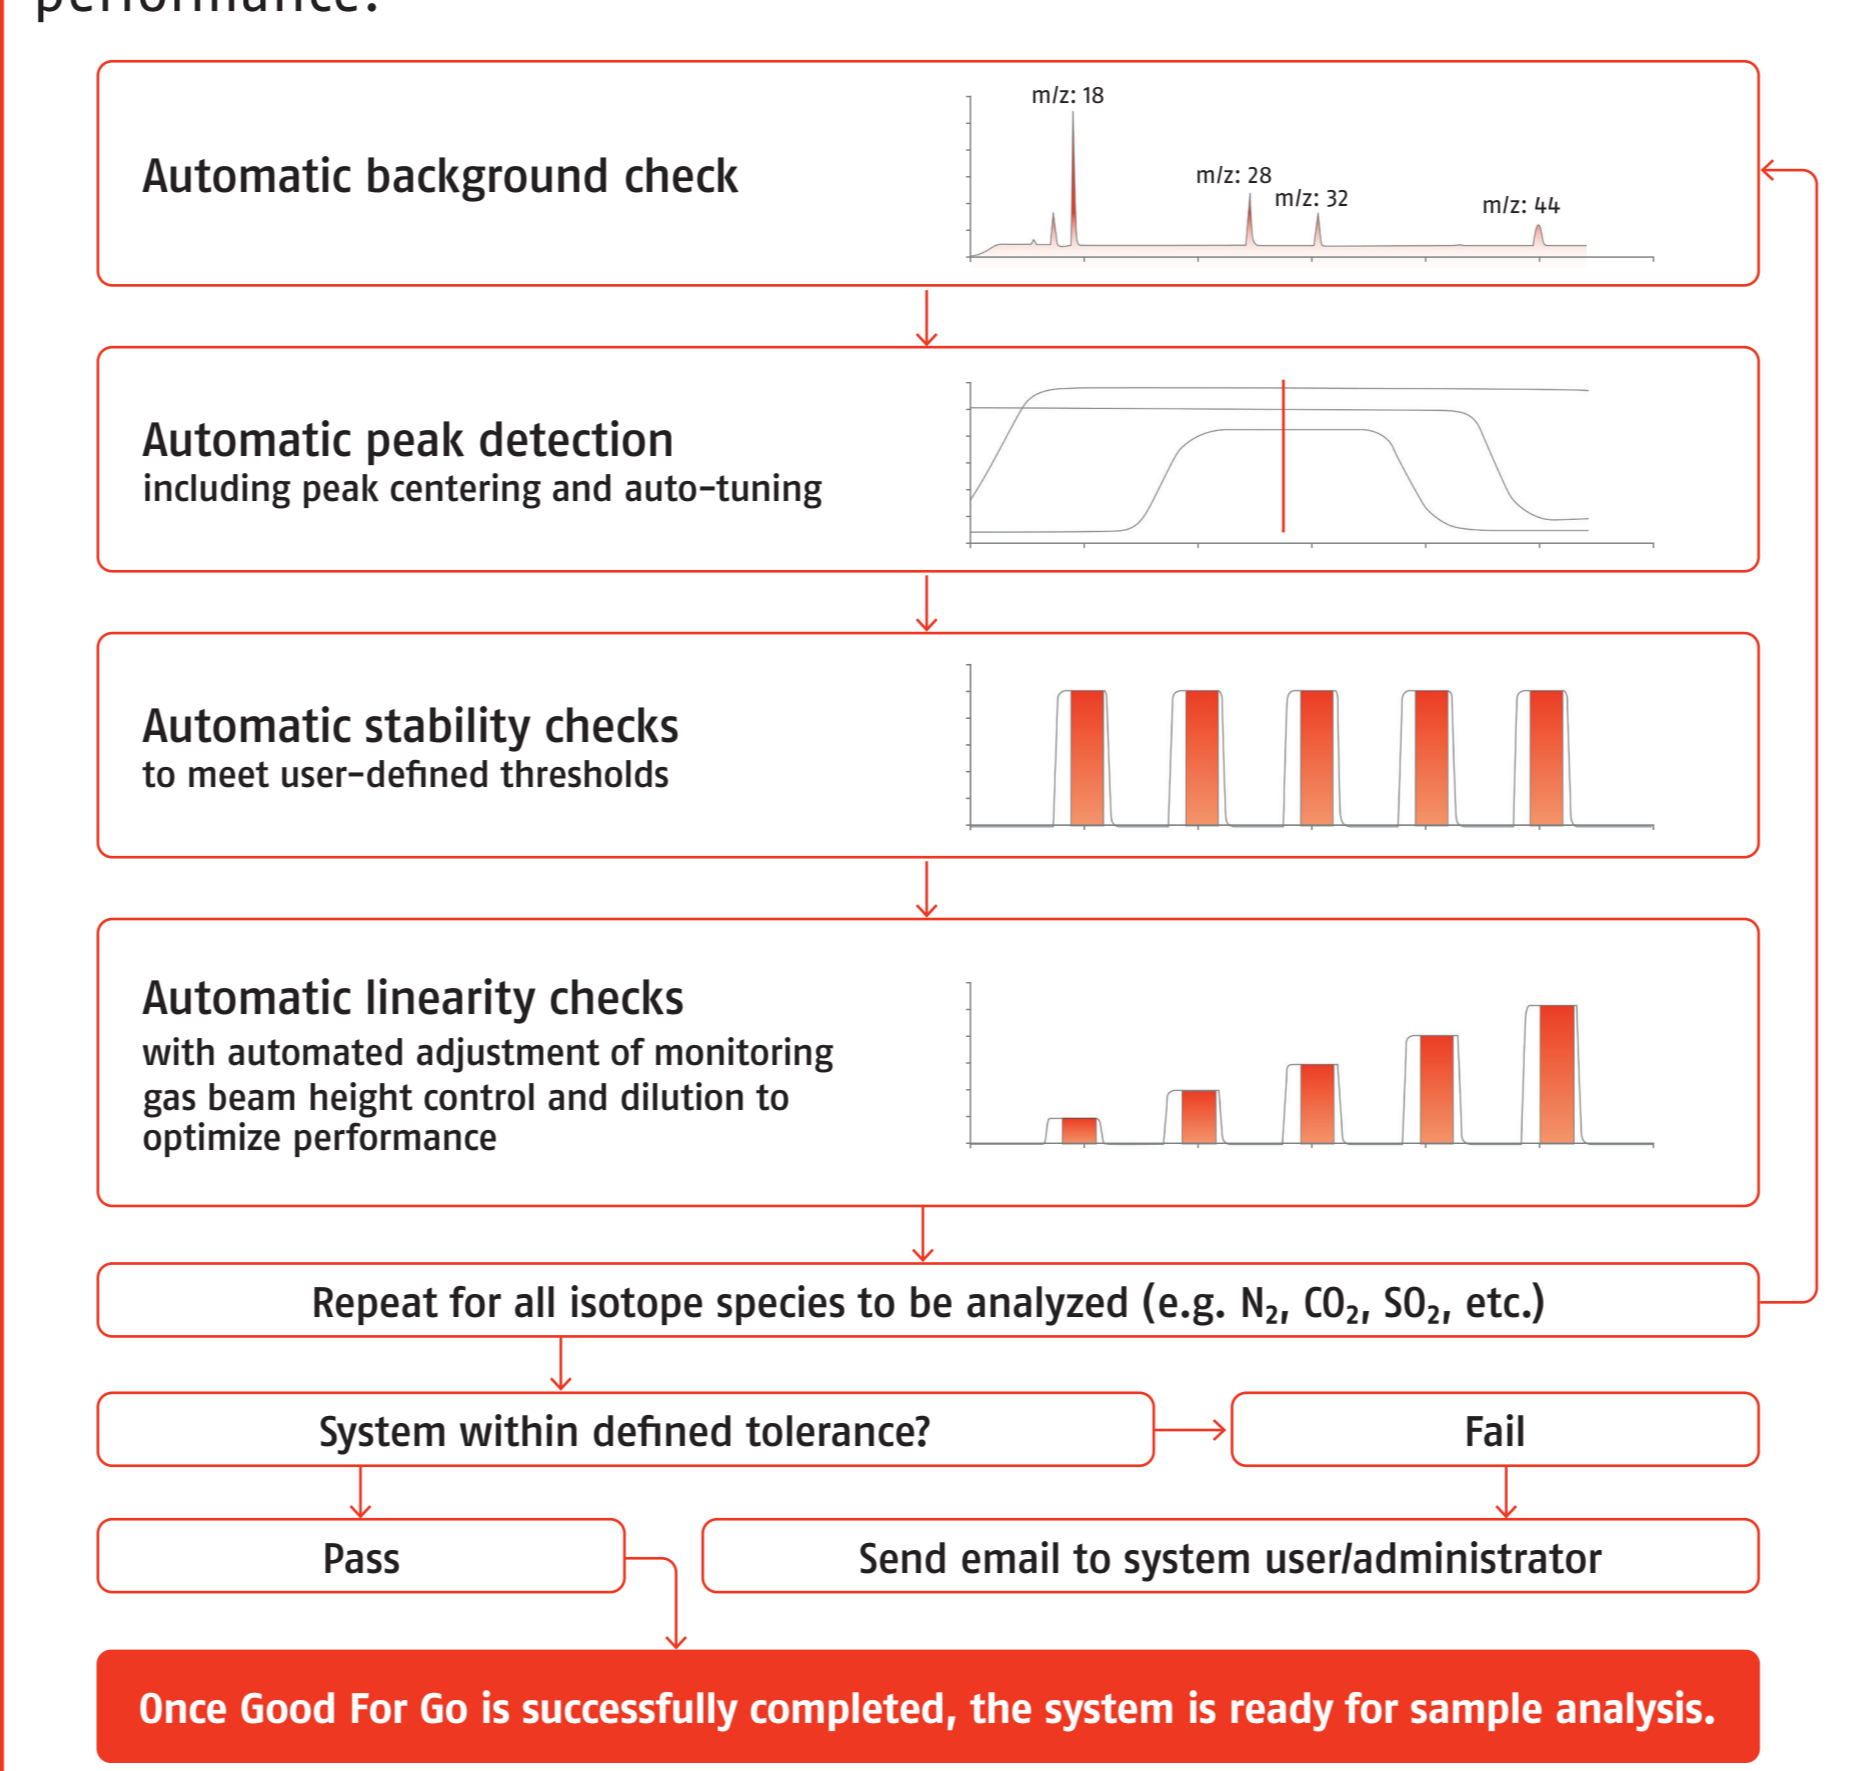 performance:
Automatic background check
m/z: 18
m/z: 28
m/z: 32
m/z: 44
Automatic peak detection
including peak centering and auto-tuning
Automatic stability checks
to meet user-defined thresholds
Automatic linearity checks
with automated adjustment of monitoring
gas beam height control and dilution to
optimize performance
Repeat for all isotope species to be analyzed (e.g. N₂, CO₂, SO₂, etc.)
System within defined tolerance?
Fail
Pass
Send email to system user/administrator
Once Good For Go is successfully completed, the system is ready for sample analysis.